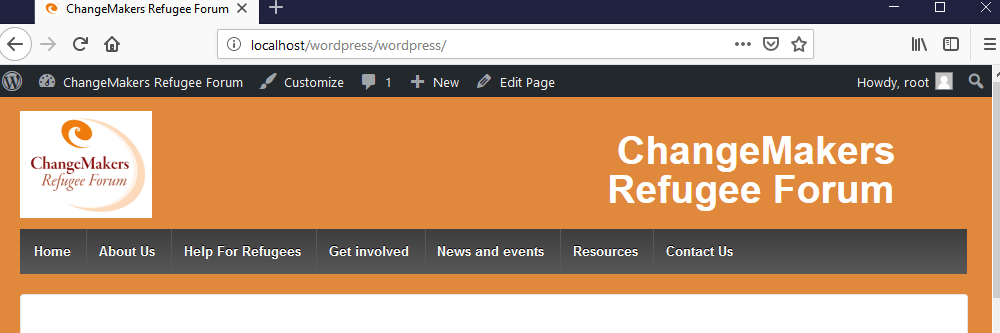 ChangeMakers Refugee Forum
localhost/wordpress/wordpress/
ChangeMakers Refugee Forum Customize 1 New Edit Page Howdy, root
ChangeMakers
Refugee Forum
ChangeMakers
Refugee Forum
Home About Us Help For Refugees Get involved News and events Resources Contact Us